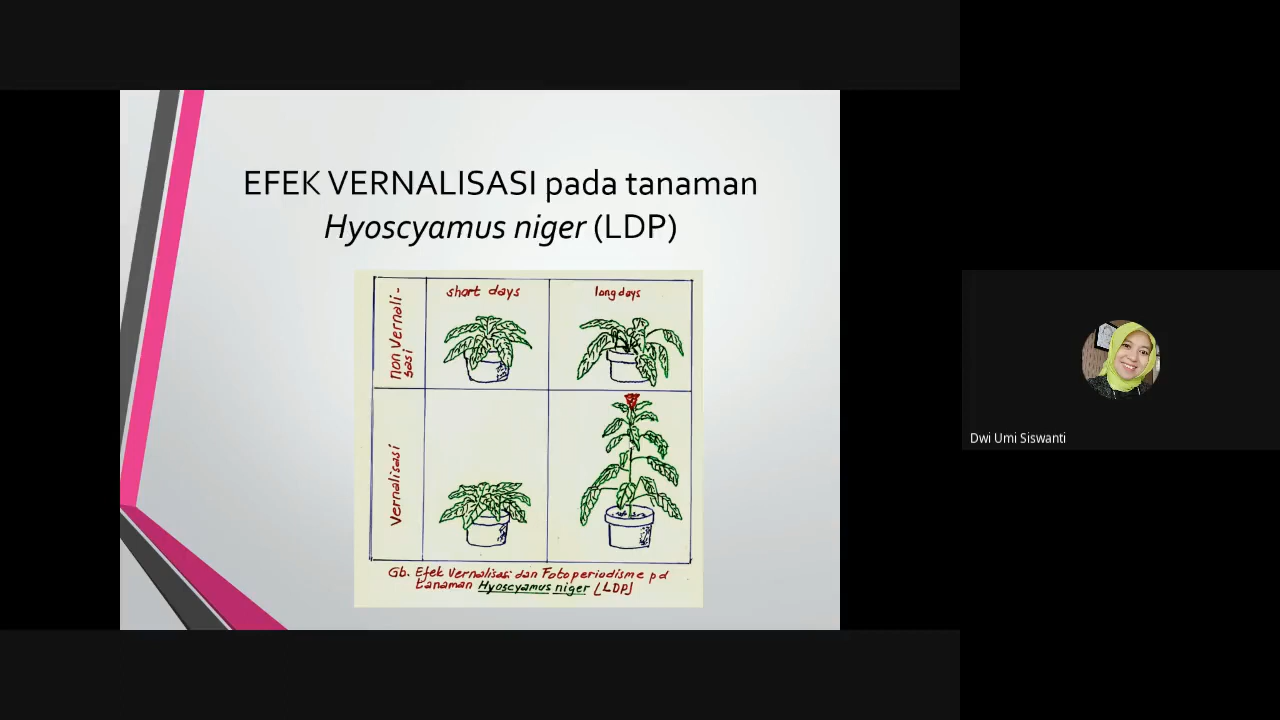 EFEK VERNALISASI pada tanaman
Hyoscyamus niger (LDP)
short days
long days
Non Vernali-
sasi
Vernalisasi
Gb. Efek Vernalisasi dan Fotoperiodisme pd
tanaman Hyoscyamus niger [LDP]
Dwi Umi Siswanti